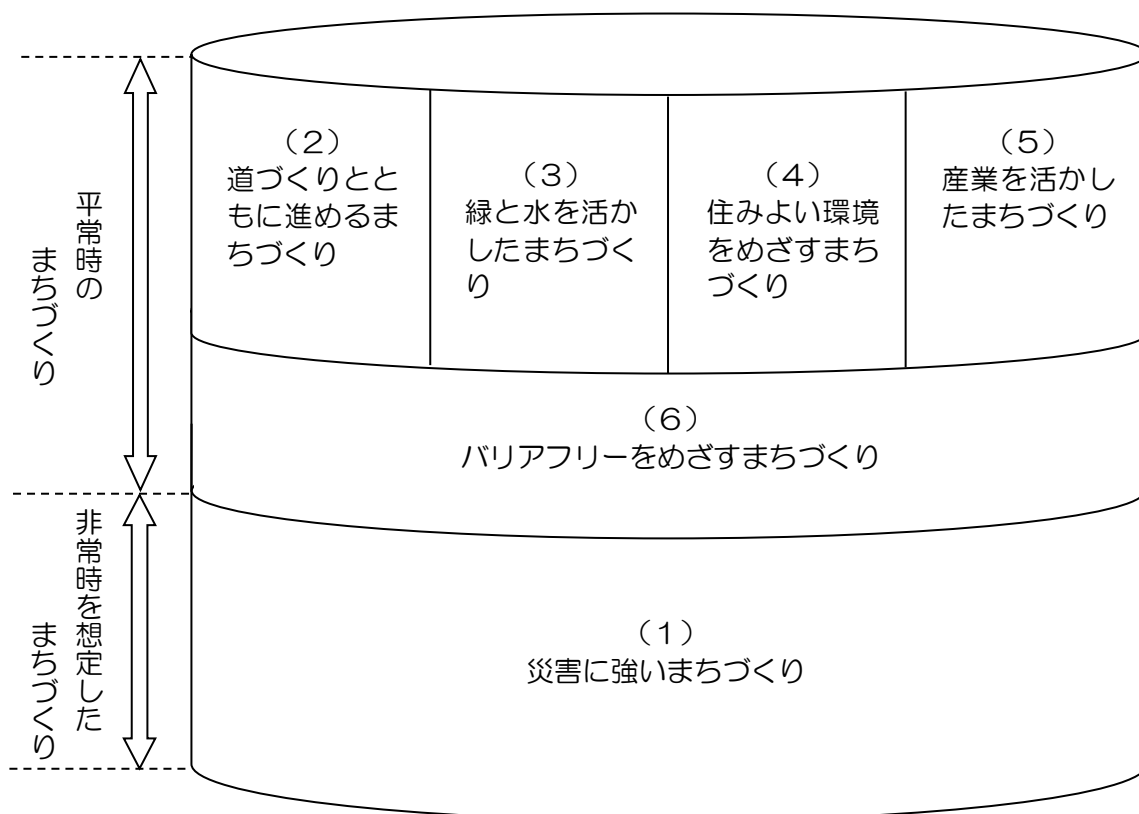 平常時の
まちづくり
非常時を想定した
まちづくり
（２）
道づくりとと
もに進めるま
ちづくり
（３）
緑と水を活か
したまちづく
り
（４）
住みよい環境
をめざすまち
づくり
（５）
産業を活かし
たまちづくり
（６）
バリアフリーをめざすまちづくり
（１）
災害に強いまちづくり